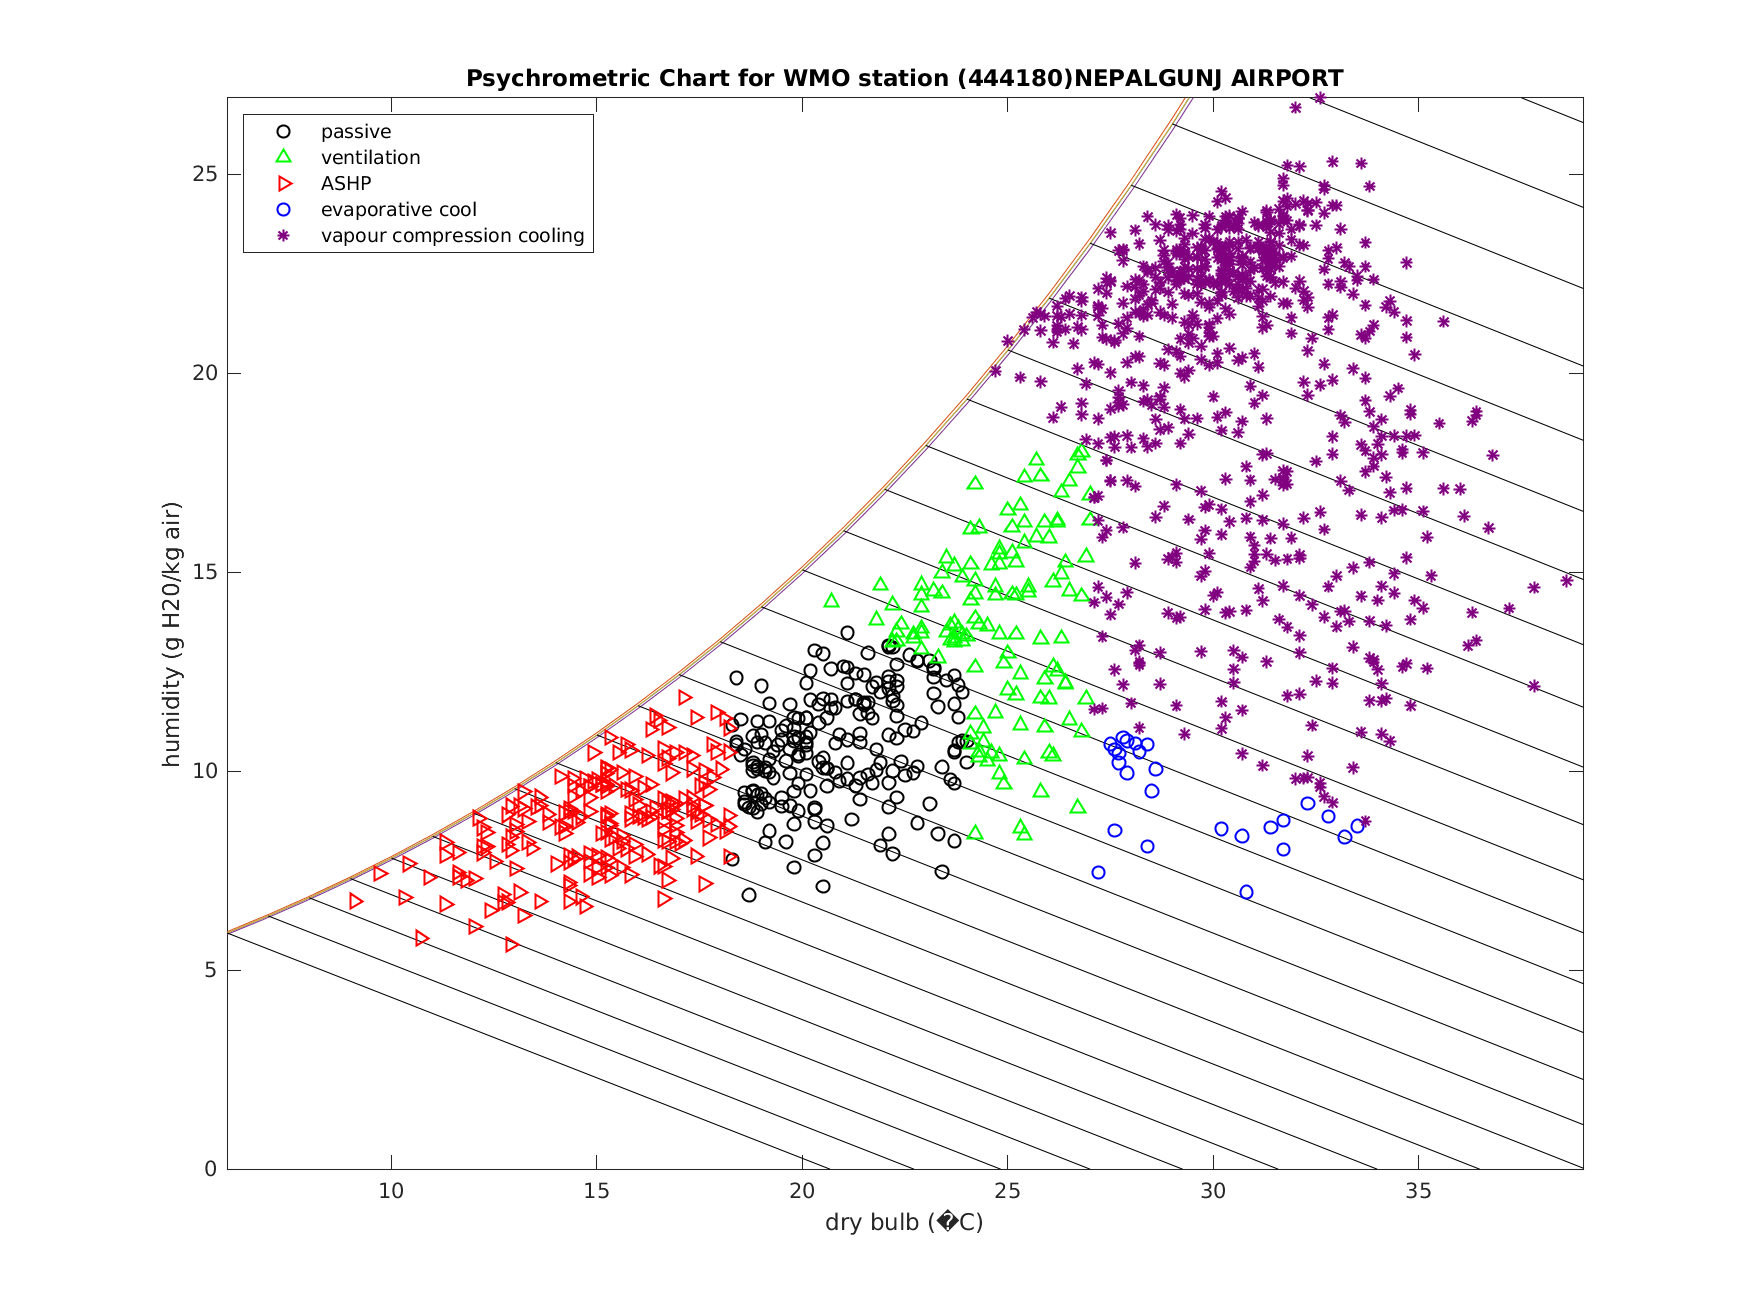 Psychrometric Chart for WMO station (444180)NEPALGUNJ AIRPORT
passive
ventilation
ASHP
evaporative cool
vapour compression cooling
humidity (g H20/kg air)
25
20
15
10
5
0
10 15 20 25 30 35
dry bulb (�C)